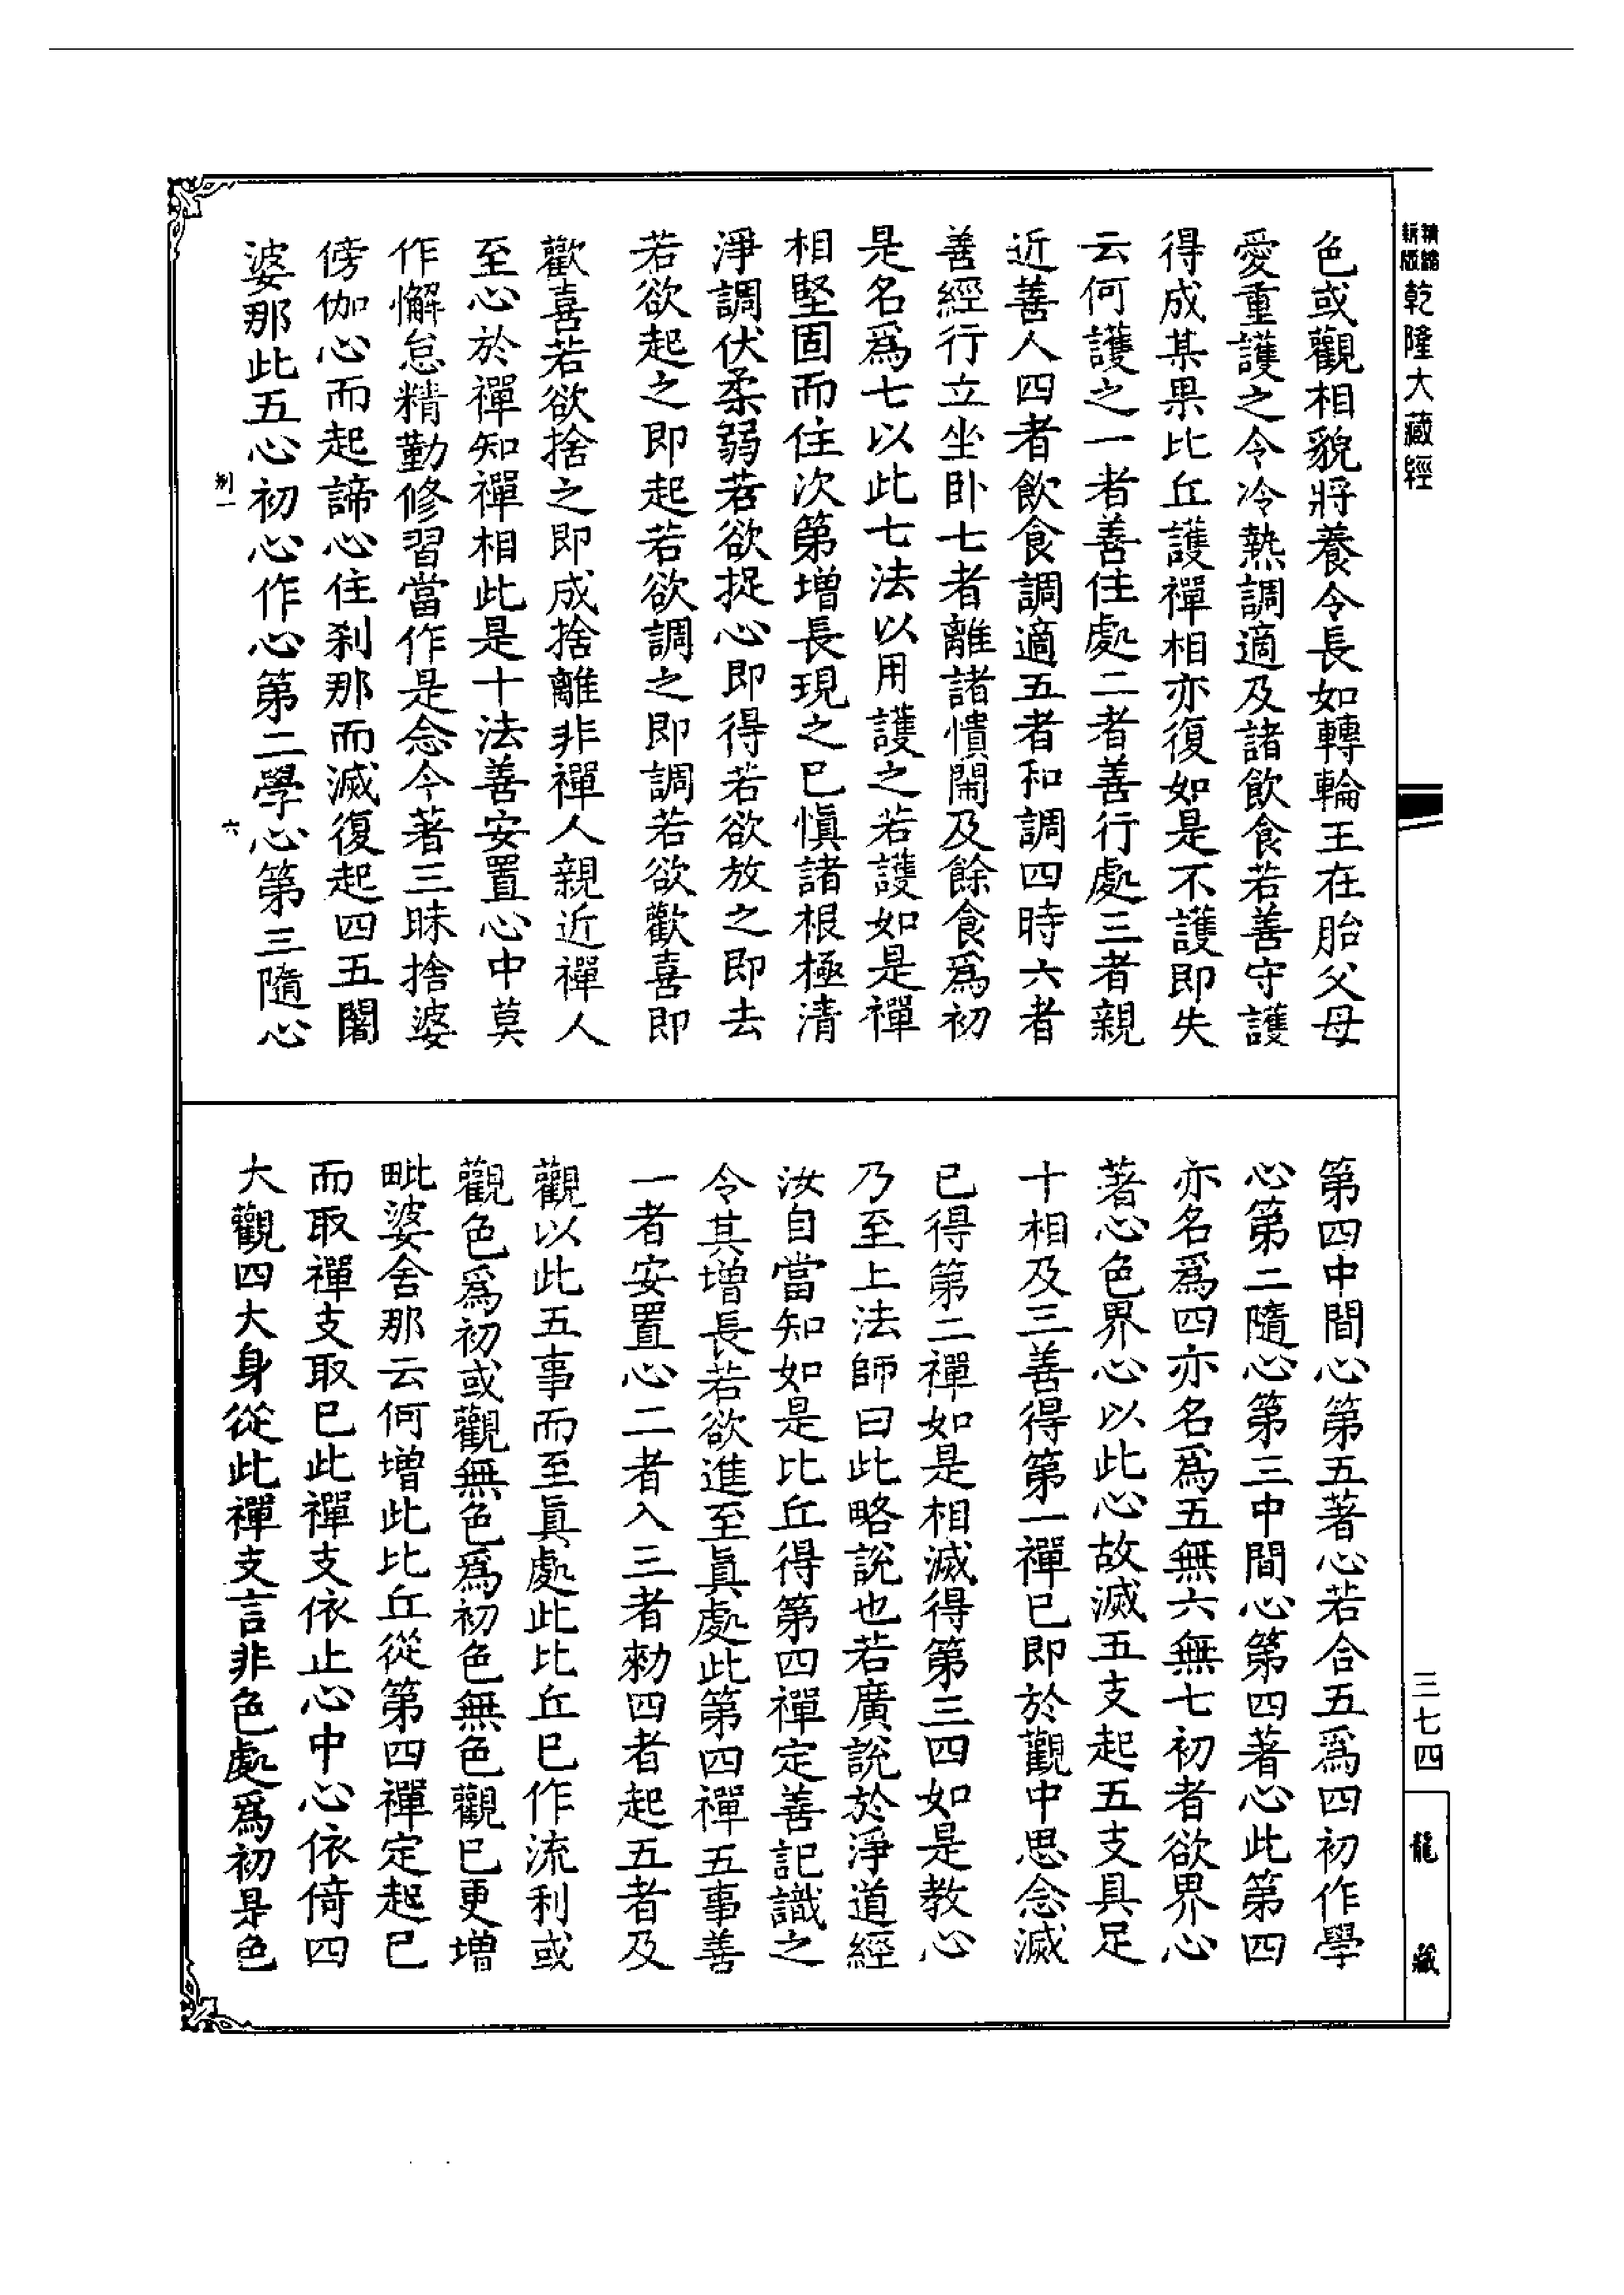 精編新版
乾隆大藏經
色或觀相貌將養令長如轉輪王在胎父母
愛重護之令冷熱調適及諸飲食若善守護
得成某果比丘護禪相亦復如是不護即失
云何護之一者善住處二者善行處三者親
近善人四者飲食調適五者和調四時六者
善經行立坐卧七者離諸憒閙及餘食爲初
是名爲七以此七法以用護之若護如是禪
相堅固而住次第增長現之已慎諸根極清
淨調伏柔弱若欲捉心即得若欲放之即去
若欲起之即起若欲調之即調若欲歡喜即
歡喜若欲捨之即成捨離非禪人親近禪人
至心於禪知禪相此是十法善安置心中莫
作懈怠精勤修習當作是念今著三昧捨婆
傍伽心而起諦心住刹那而滅復起四五闍
婆那此五心初心作心第二學心第三隨心
六
第四中間心第五著心若合五爲四初作學
心第二隨心第三中間心第四著心此第四
亦名爲四亦名爲五無六無七初者欲界心
著心色界心以此心故滅五支起五支具足
十相及三善得第一禪已即於觀中思念滅
已得第二禪如是相滅得第三四如是教心
乃至上法師曰此略說也若廣說於淨道經
汝自當知如是比丘得第四禪定善記識之
令其增長若欲進至眞處此第四禪五事善
一者安置心二者入三者勑四者起五者及
觀以此五事而至眞處此比丘已作流利或
觀色爲初或觀無色爲初色無色觀已更增
毗婆舍那云何增此比丘從第四禪定起已
而取禪支取已此禪支依止心中心依倚四
大觀四大身從此禪支言非色處爲初是色
三七四
龍藏